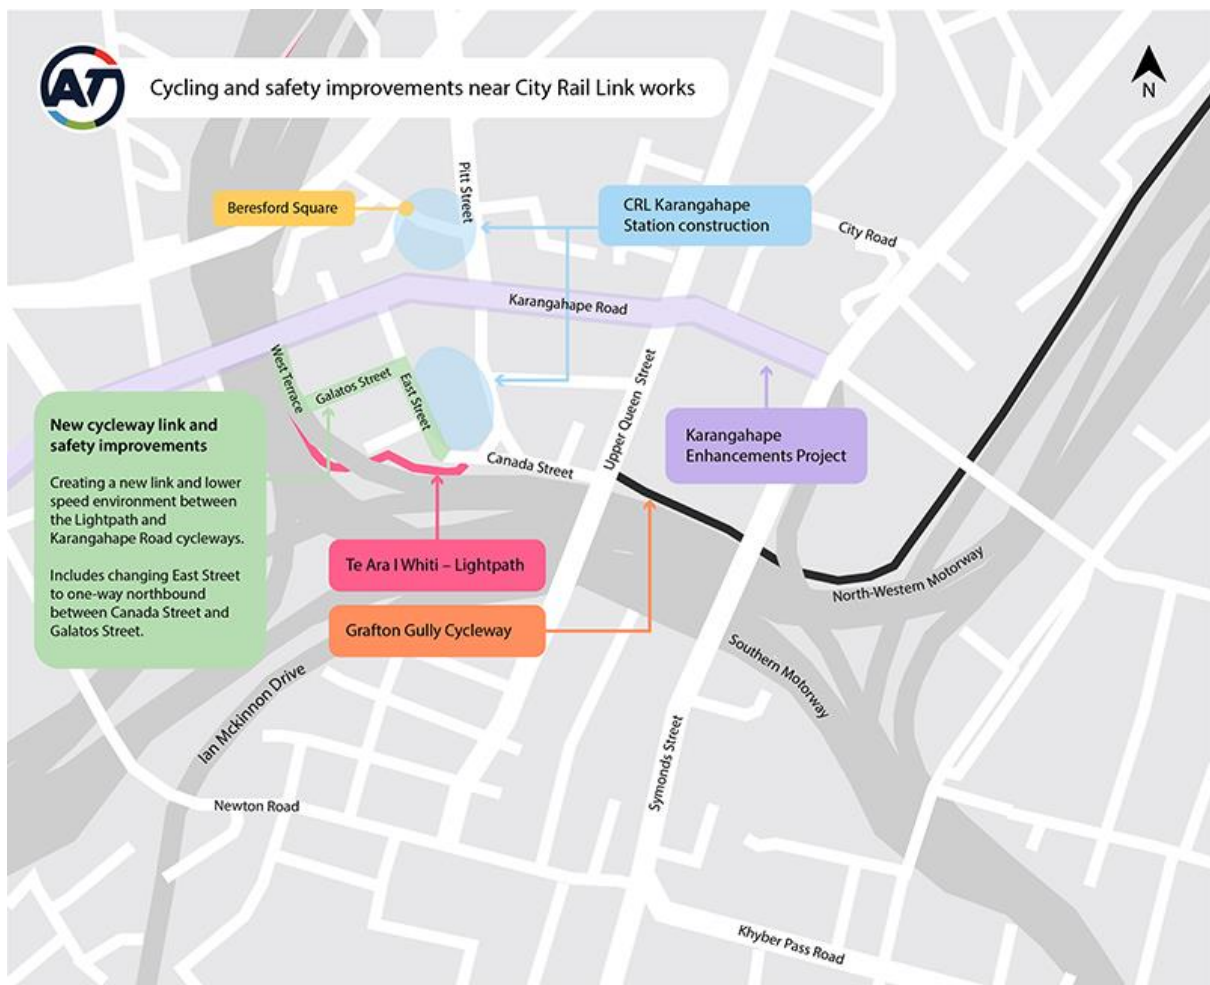 AT
Cycling and safety improvements near City Rail Link works
N
Pitt Street
Beresford Square
CRL Karangahape
Station construction
City Road
Karangahape Road
West Terrace
Galatos Street
East Street
Upper Queen Street
Canada Street
Karangahape
Enhancements Project
New cycleway link and
safety improvements
Creating a new link and lower
speed environment between
the Lightpath and
Karangahape Road cycleways.
Includes changing East Street
to one-way northbound
between Canada Street and
Galatos Street.
Te Ara I Whiti – Lightpath
Grafton Gully Cycleway
North-Western Motorway
Southern Motorway
Ian Mckinnon Drive
Symonds Street
Newton Road
Khyber Pass Road